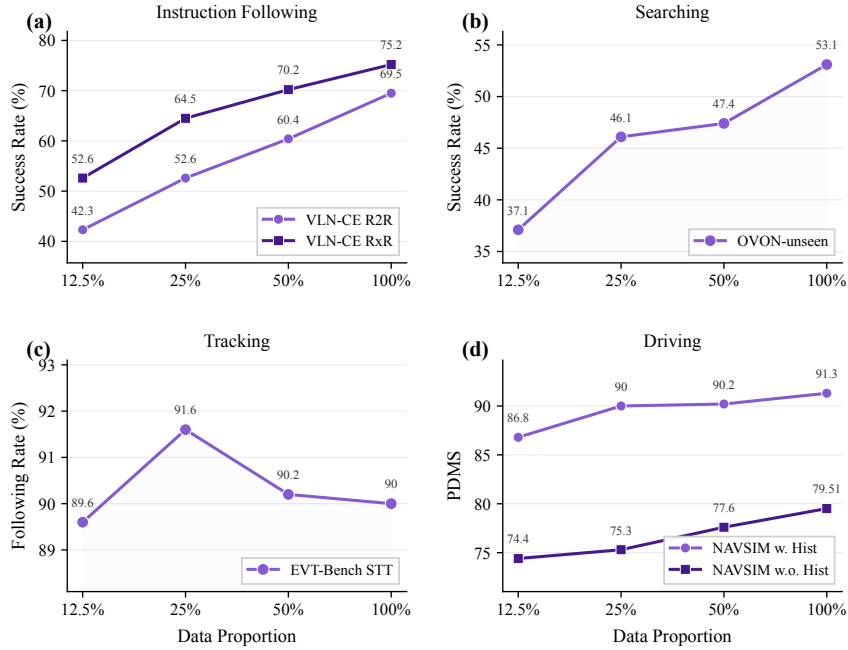 (a)
Instruction Following
Success Rate (%)
80
70
60
50
40
52.6
64.5
70.2
75.2
42.3
52.6
60.4
69.5
VLN-CE R2R
VLN-CE RxR
12.5%
25%
50%
100%
(b)
Searching
Success Rate (%)
55
50
45
40
35
37.1
46.1
47.4
53.1
OVON-unseen
12.5%
25%
50%
100%
(c)
Tracking
Following Rate (%)
93
92
91
90
89
89.6
91.6
90.2
90
EVT-Bench STT
12.5%
25%
50%
100%
Data Proportion
(d)
Driving
PDMS
90
85
80
75
86.8
90
90.2
91.3
74.4
75.3
77.6
79.51
NAVSIM w. Hist
NAVSIM w.o. Hist
12.5%
25%
50%
100%
Data Proportion